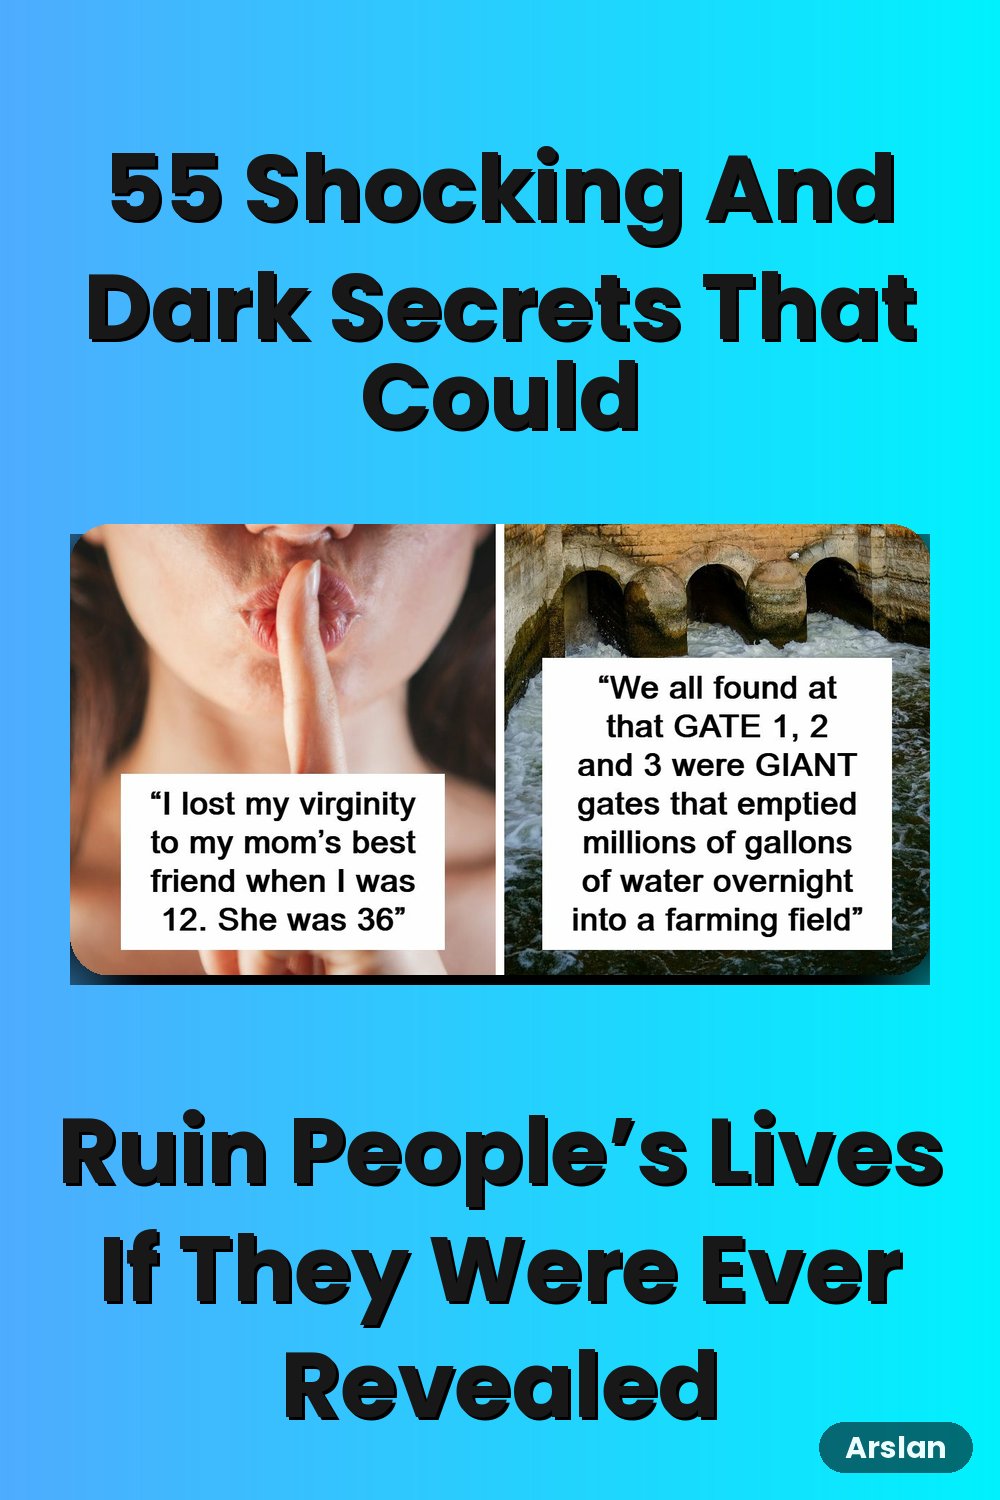 55 Shocking And
Dark Secrets That
Could
“I lost my virginity
to my mom’s best
friend when I was
12. She was 36”
“We all found at
that GATE 1, 2
and 3 were GIANT
gates that emptied
millions of gallons
of water overnight
into a farming field”
Ruin People’s Lives
If They Were Ever
Revealed
Arslan